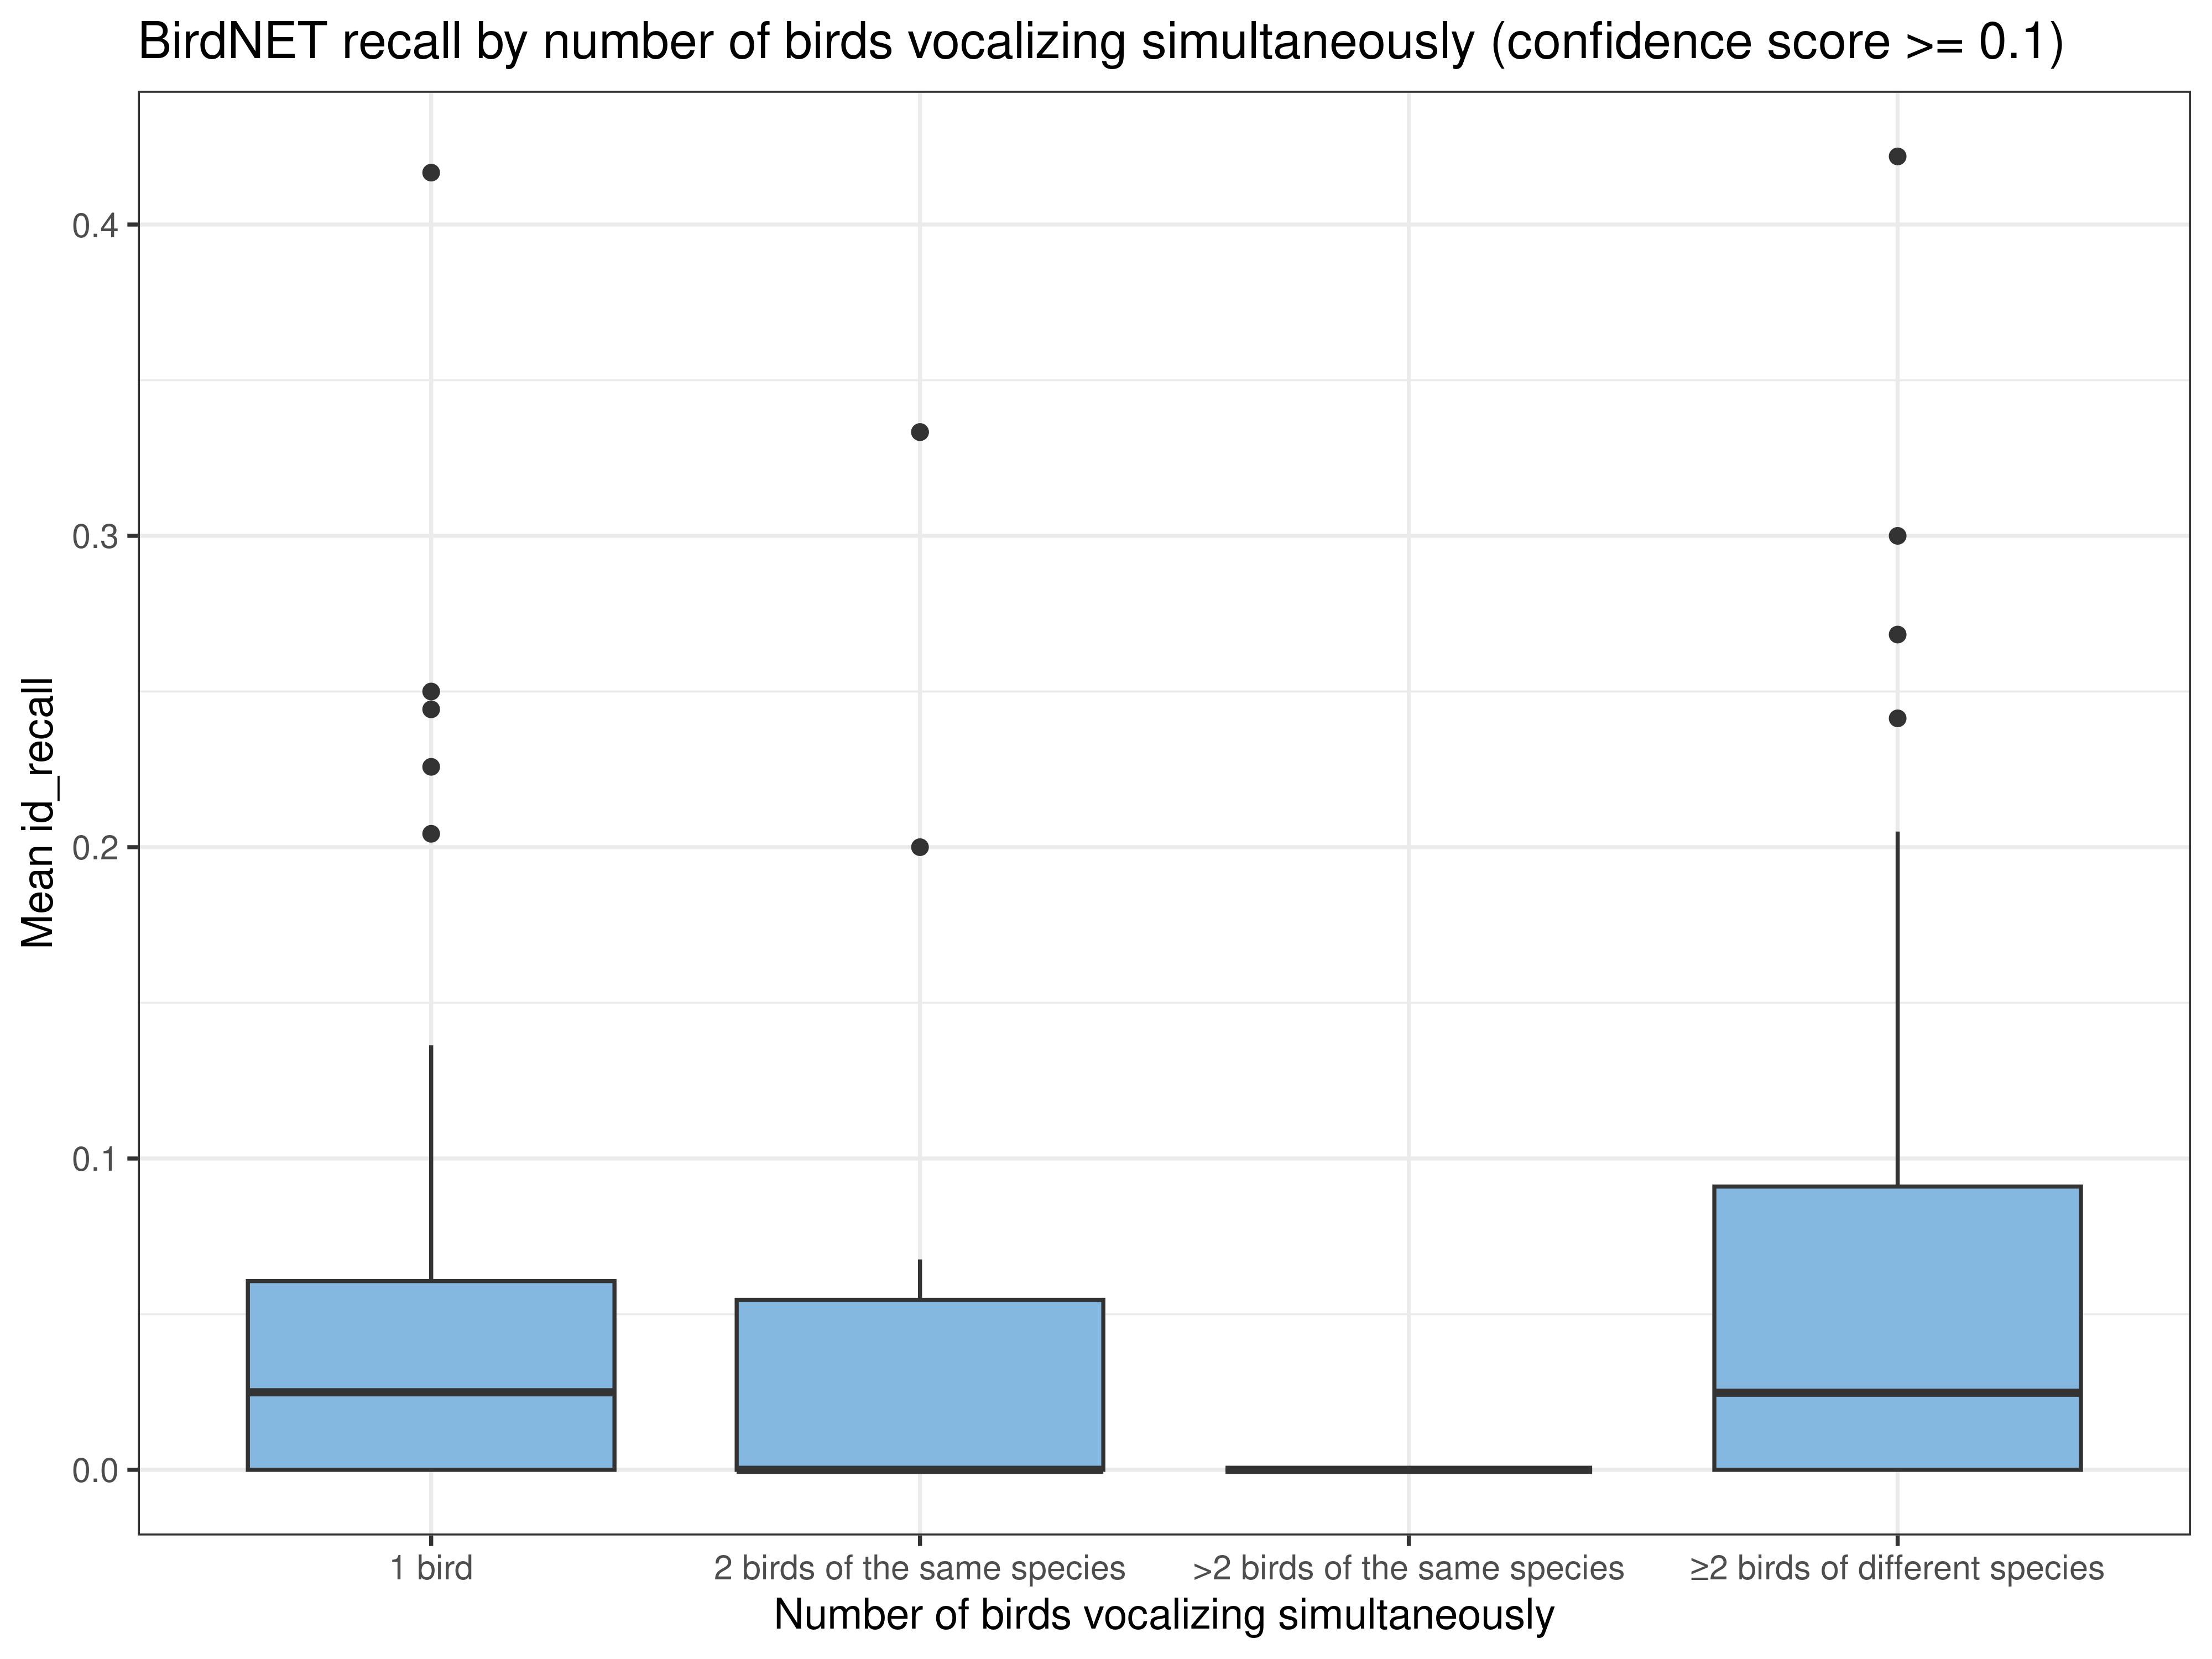 BirdNET recall by number of birds vocalizing simultaneously (confidence score >= 0.1)
Mean id_recall
0.4
0.3
0.2
0.1
0.0
1 bird
2 birds of the same species
>2 birds of the same species
≥2 birds of different species
Number of birds vocalizing simultaneously